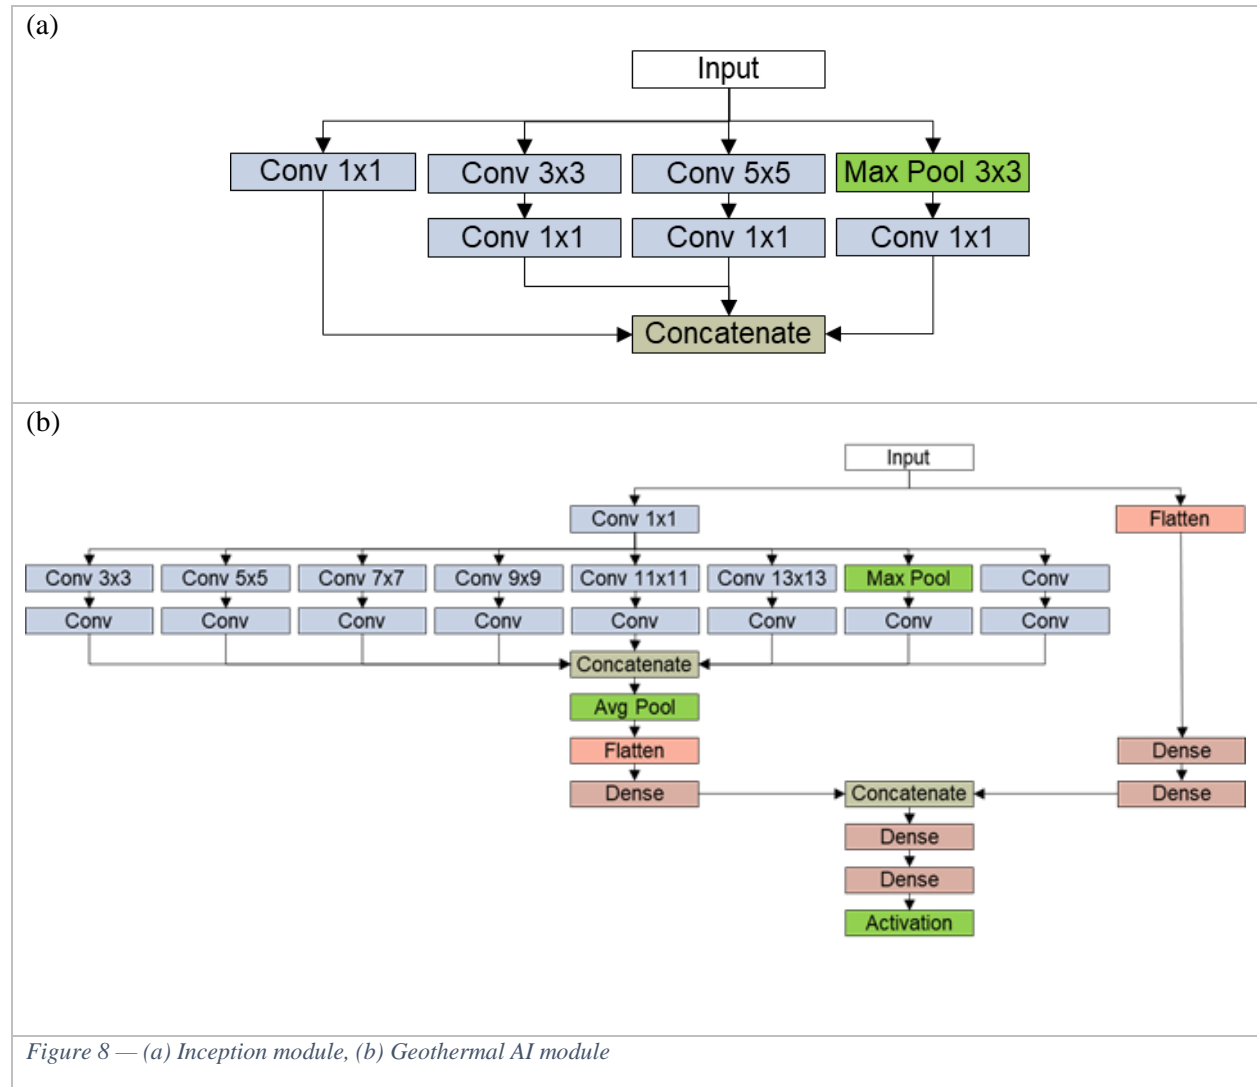 (a)
Input
Conv 1x1 Conv 3x3 Conv 5x5 Max Pool 3x3
Conv 1x1 Conv 1x1 Conv 1x1
Concatenate
(b)
Input
Conv 1x1 Flatten
Conv 3x3 Conv 5x5 Conv 7x7 Conv 9x9 Conv 11x11 Conv 13x13 Max Pool Conv
Conv Conv Conv Conv Conv Conv Conv Conv
Concatenate
Avg Pool
Flatten Dense
Dense Concatenate Dense
Dense
Dense
Activation
Figure 8 — (a) Inception module, (b) Geothermal AI module